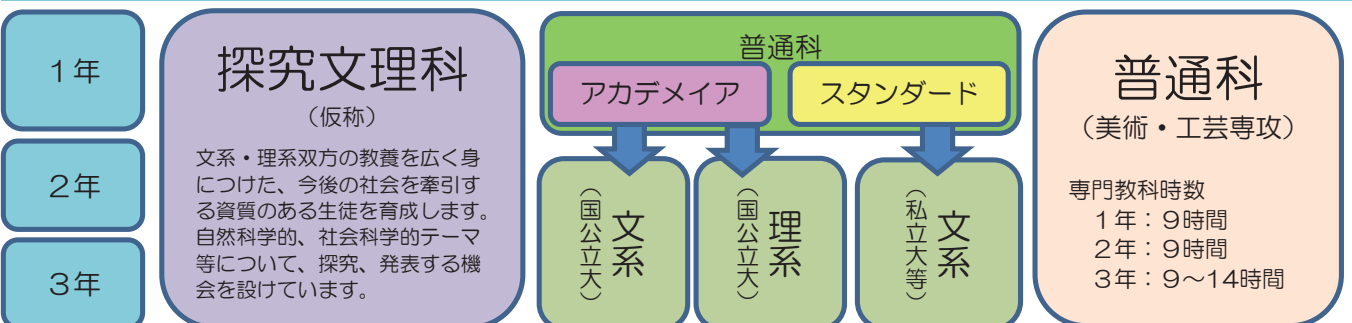 1年
2年
3年
探究文理科
（仮称）
文系・理系双方の教養を広く身
につけた、今後の社会を牽引す
る資質のある生徒を育成します。
自然科学的、社会科学的テーマ
等について、探究、発表する機
会を設けています。
普通科
アカデメイア
スタンダード
文系
（国公立大）
理系
（国公立大）
文系
（私立大等）
普通科
（美術・工芸専攻）
専門教科時数
1年：9時間
2年：9時間
3年：9～14時間